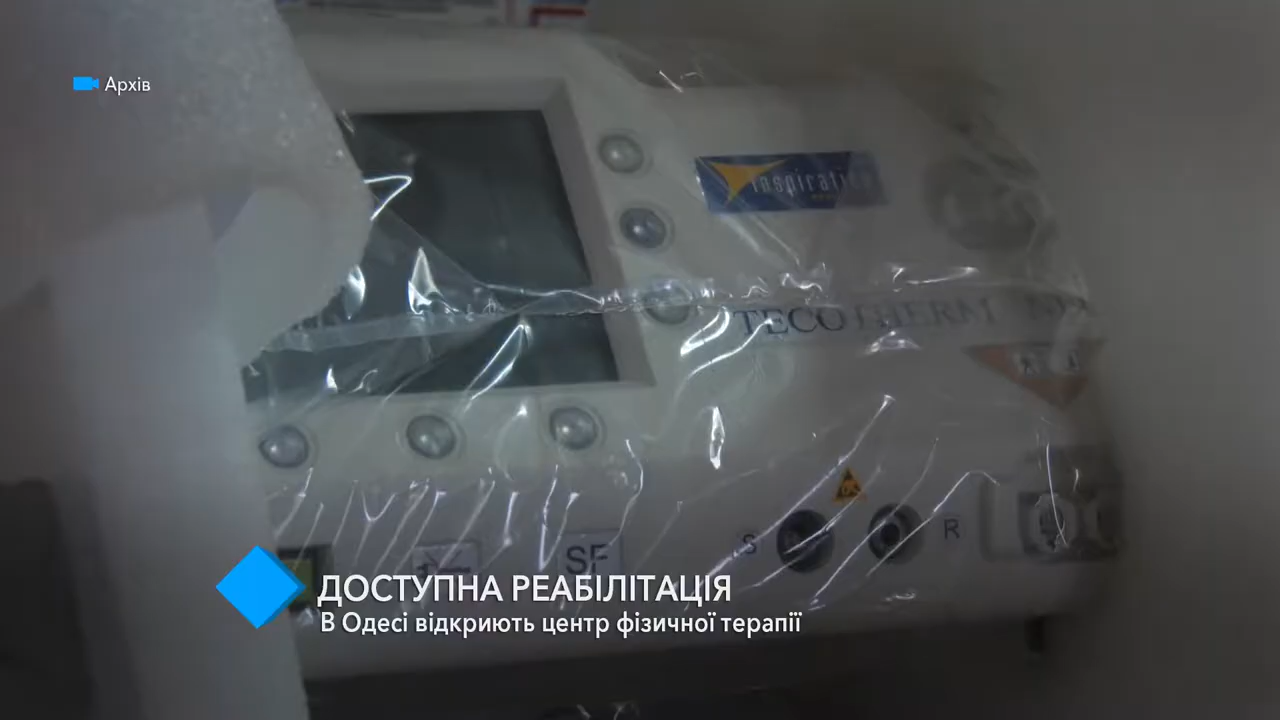 Архів
inspiration
TECOTHERM
S
R
SF
ДОСТУПНА РЕАБІЛІТАЦІЯ
В Одесі відкриють центр фізичної терапії